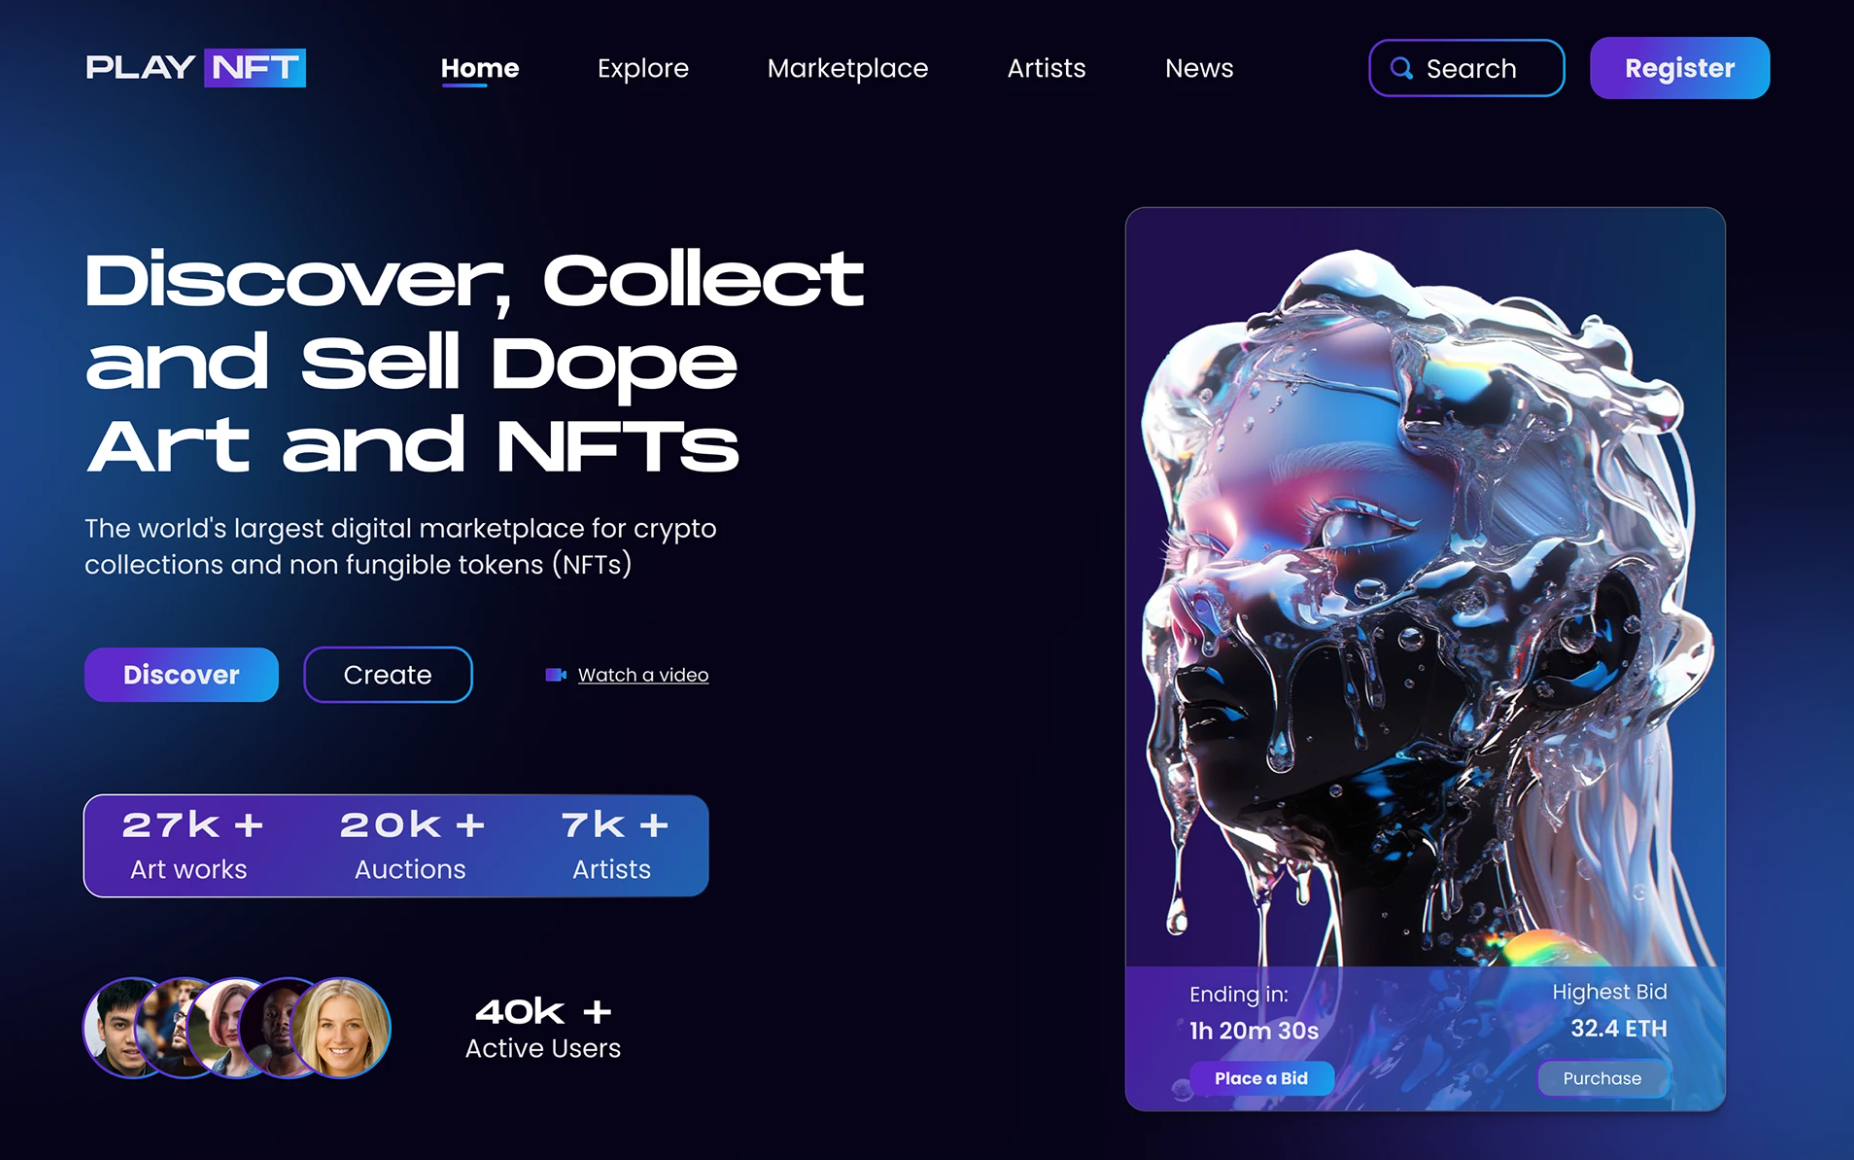 PLAY NFT
Home Explore Marketplace Artists News
Search
Register
Discover, Collect
and Sell Dope
Art and NFTs
The world's largest digital marketplace for crypto
collections and non fungible tokens (NFTs)
Discover
Create
Watch a video
27k + 20k + 7k +
Art works Auctions Artists
40k +
Active Users
Ending in:
1h 20m 30s
Place a Bid
Highest Bid
32.4 ETH
Purchase